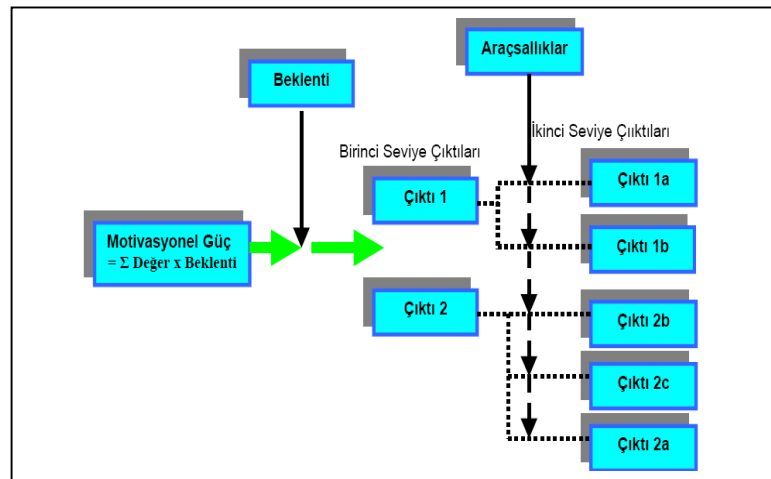 Araçsallıklar
Beklenti
İkinci Seviye Çııktıları
Birinci Seviye Çıktıları
Çıktı 1
Çıktı 1a
Çıktı 1b
Motivasyonel Güç
= Σ Değer x Beklenti
Çıktı 2
Çıktı 2b
Çıktı 2c
Çıktı 2a